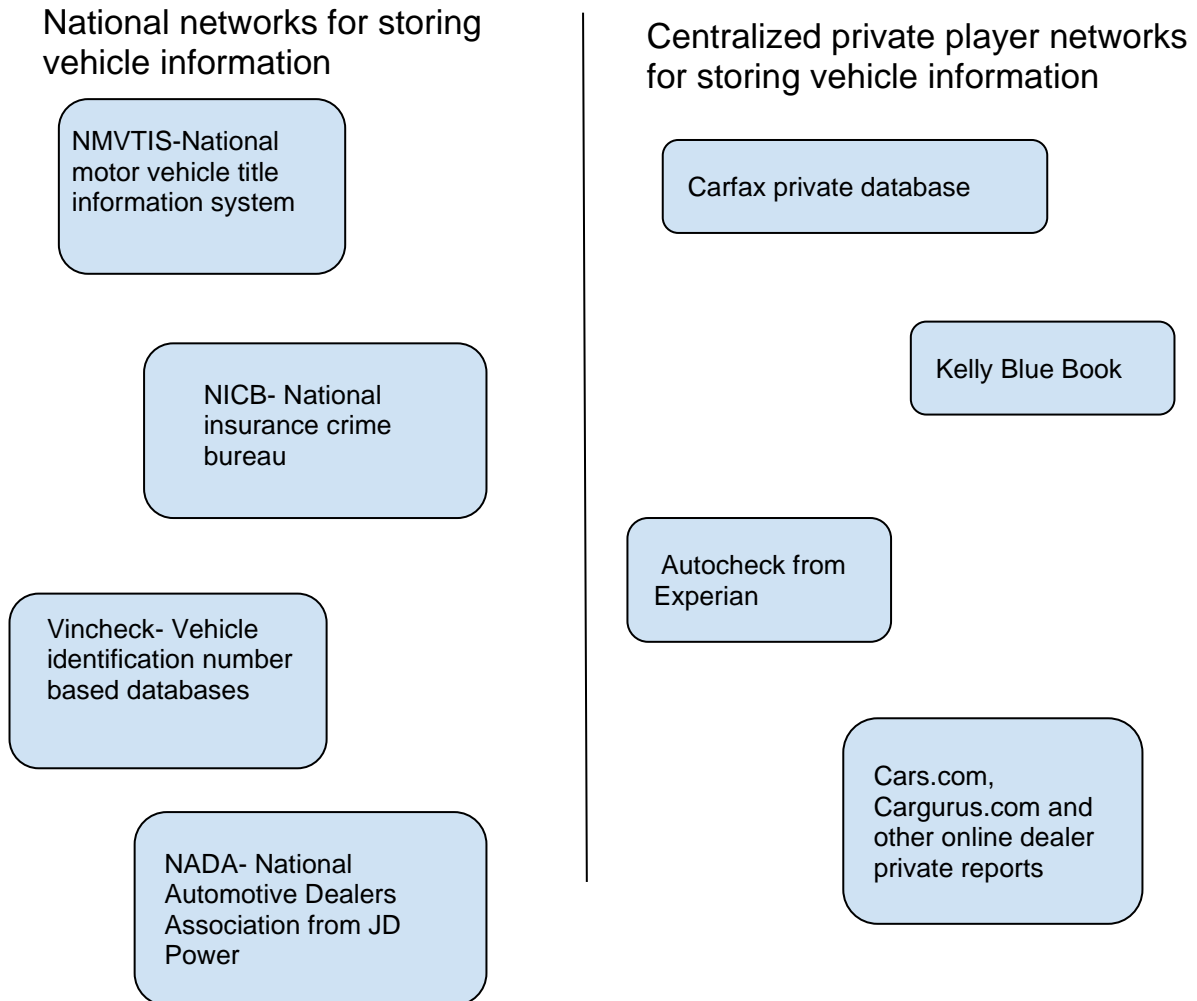 National networks for storing
vehicle information
NMVTIS-National
motor vehicle title
information system
NICB- National
insurance crime
bureau
Vincheck- Vehicle
identification number
based databases
NADA- National
Automotive Dealers
Association from JD
Power
Centralized private player networks
for storing vehicle information
Carfax private database
Kelly Blue Book
Autocheck from
Experian
Cars.com,
Cargurus.com and
other online dealer
private reports